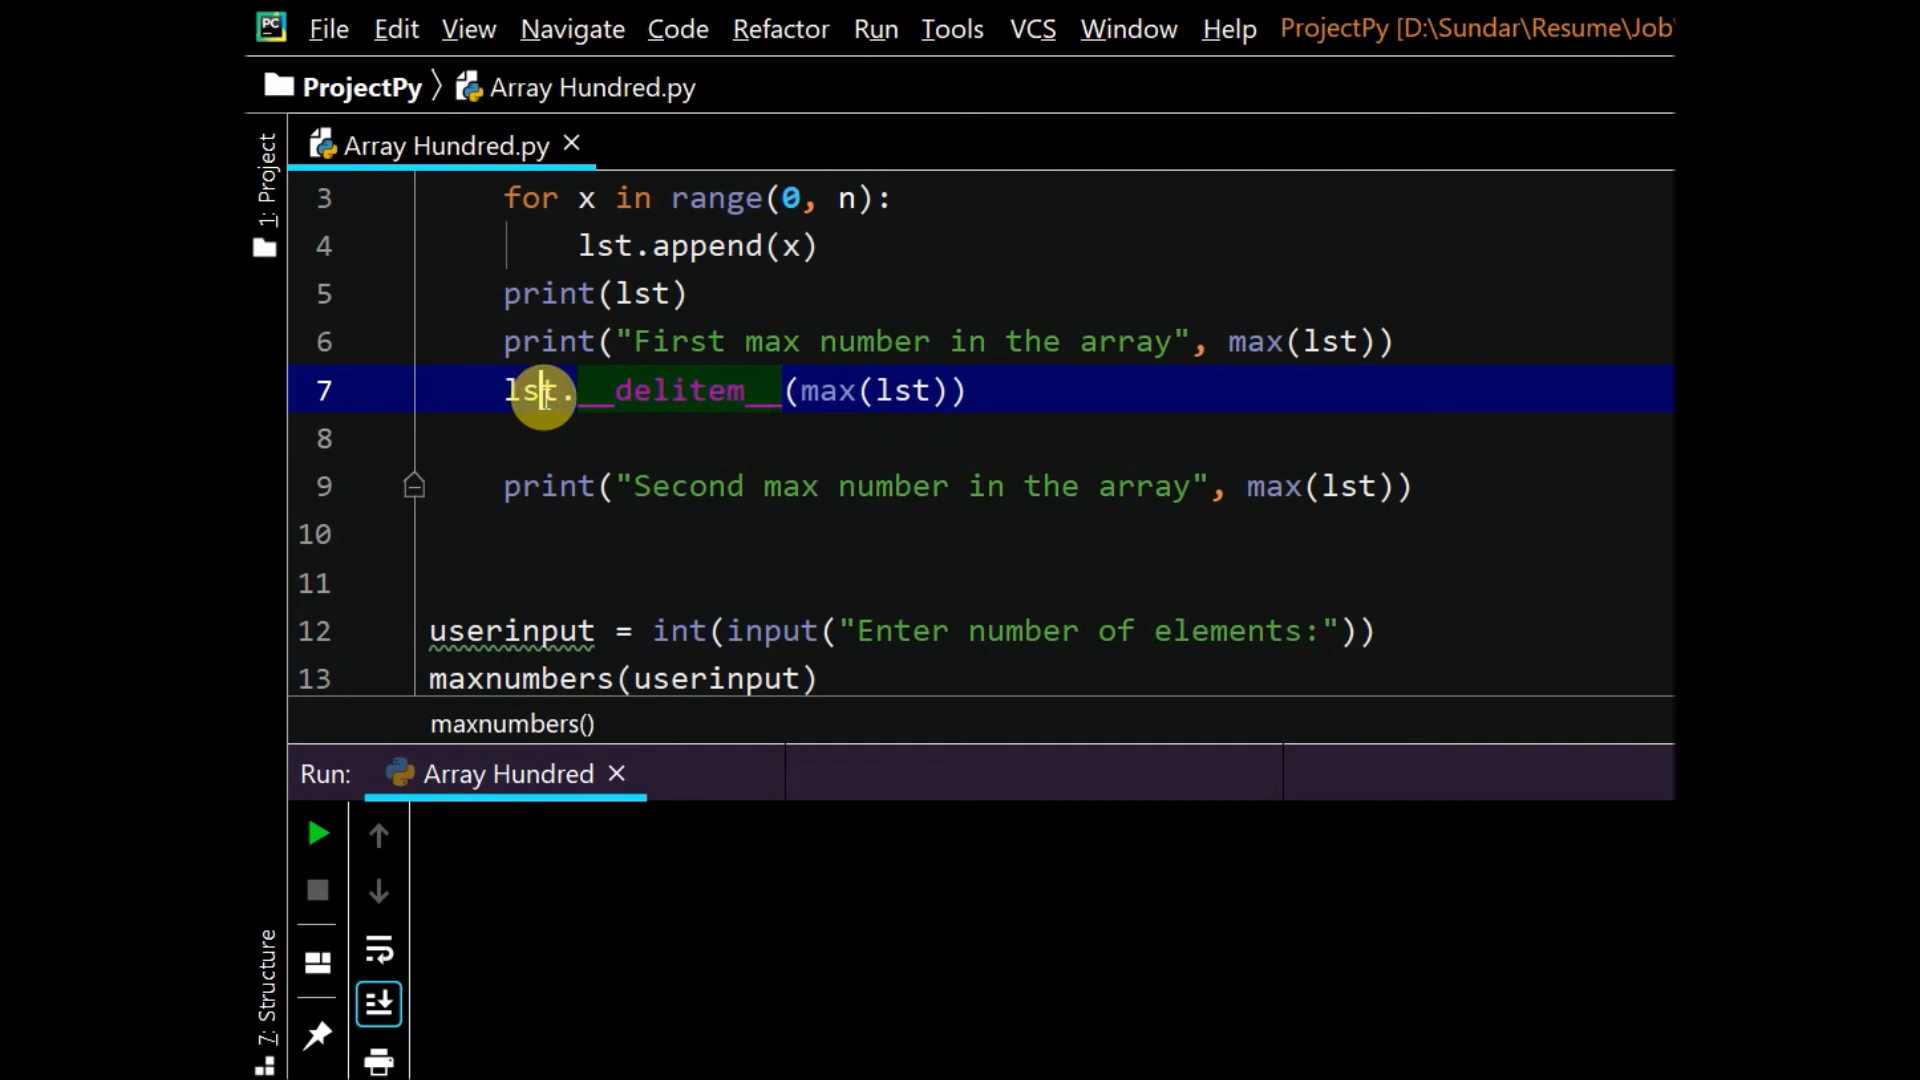 PC File Edit View Navigate Code Refactor Run Tools VCS Window Help ProjectPy [D:\Sundar\Resume\Job\
ProjectPy Array Hundred.py
Array Hundred.py
1: Project
3 for x in range(0, n):
4 lst.append(x)
5 print(lst)
6 print("First max number in the array", max(lst))
7 lst.__delitem__(max(lst))
8
9 print("Second max number in the array", max(lst))
10
11
12 userinput = int(input("Enter number of elements:"))
13 maxnumbers(userinput)
maxnumbers()
Run: Array Hundred
7: Structure